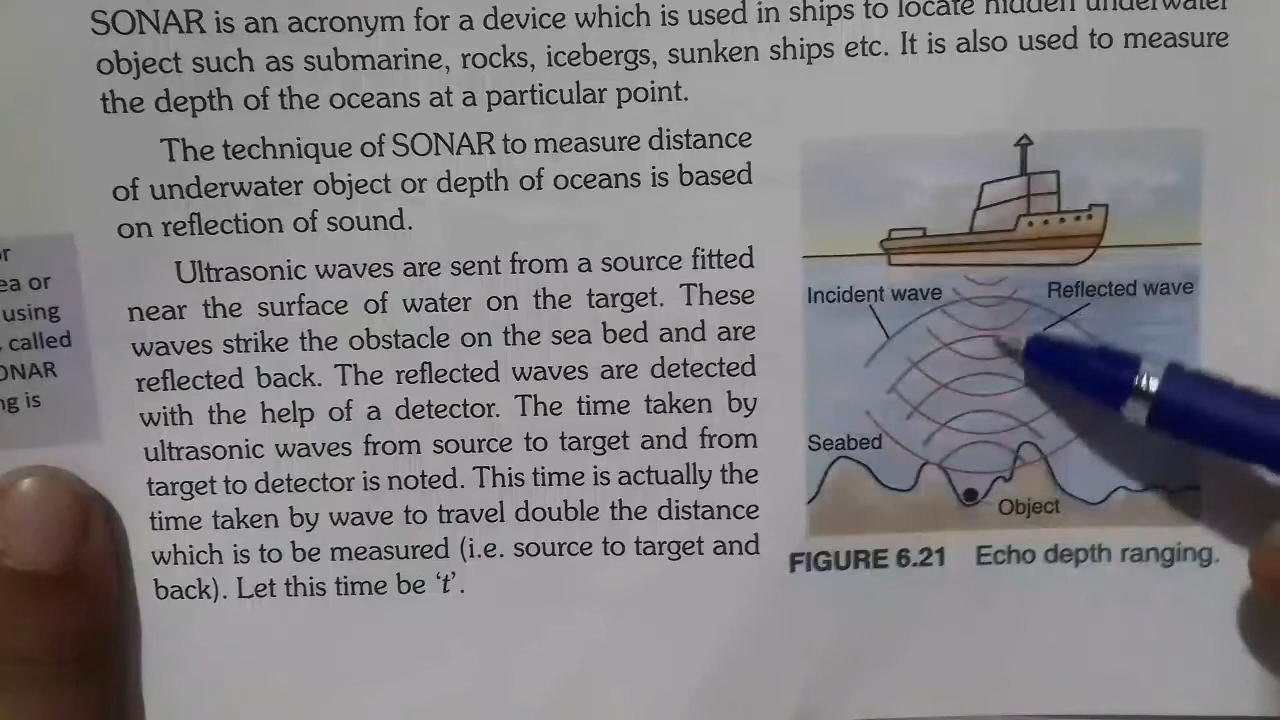 SONAR is an acronym for a device which is used in ships to locate hidden underwater
object such as submarine, rocks, icebergs, sunken ships etc. It is also used to measure
the depth of the oceans at a particular point.
The technique of SONAR to measure distance
of underwater object or depth of oceans is based
on reflection of sound.
Ultrasonic waves are sent from a source fitted
near the surface of water on the target. These
waves strike the obstacle on the sea bed and are
reflected back. The reflected waves are detected
with the help of a detector. The time taken by
ultrasonic waves from source to target and from
target to detector is noted. This time is actually the
time taken by wave to travel double the distance
which is to be measured (i.e. source to target and
back). Let this time be ‘t’.
ea or
using
called
ONAR
is
Incident wave
Reflected wave
Seabed
Object
FIGURE 6.21 Echo depth ranging.